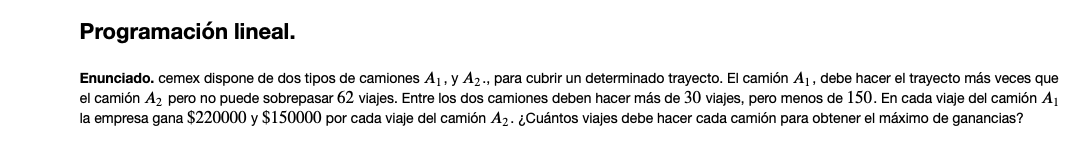 Programación lineal.
Enunciado. cemex dispone de dos tipos de camiones A₁, y A₂., para cubrir un determinado trayecto. El camión A₁, debe hacer el trayecto más veces que
el camión A₂ pero no puede sobrepasar 62 viajes. Entre los dos camiones deben hacer más de 30 viajes, pero menos de 150. En cada viaje del camión A₁
la empresa gana $220000 y $150000 por cada viaje del camión A₂. ¿Cuántos viajes debe hacer cada camión para obtener el máximo de ganancias?